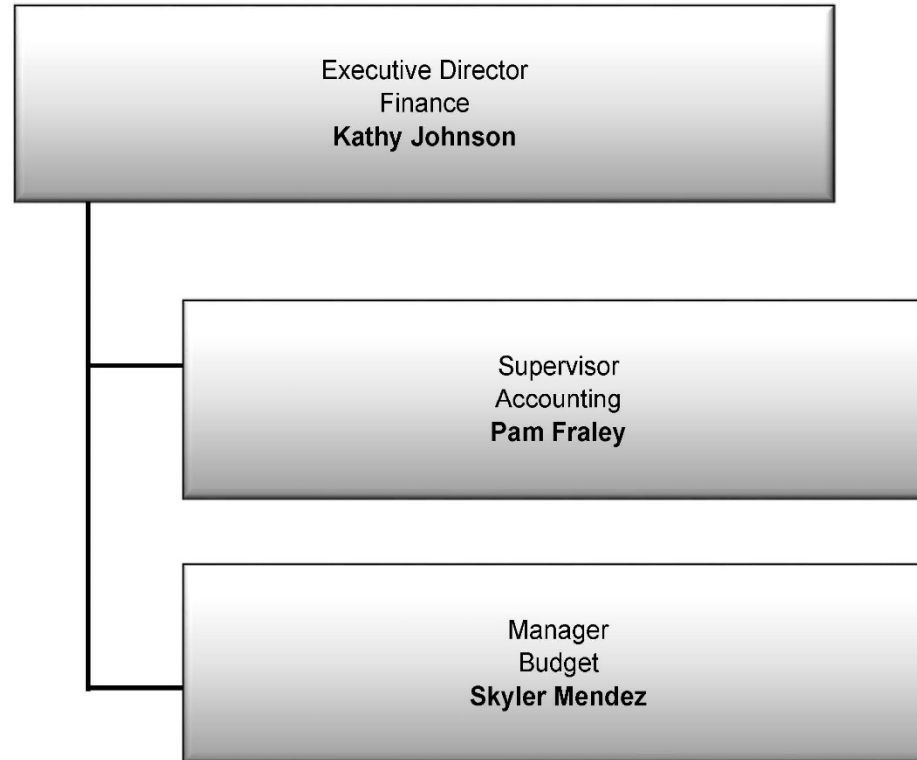 Executive Director
Finance
Kathy Johnson
Supervisor
Accounting
Pam Fraley
Manager
Budget
Skyler Mendez